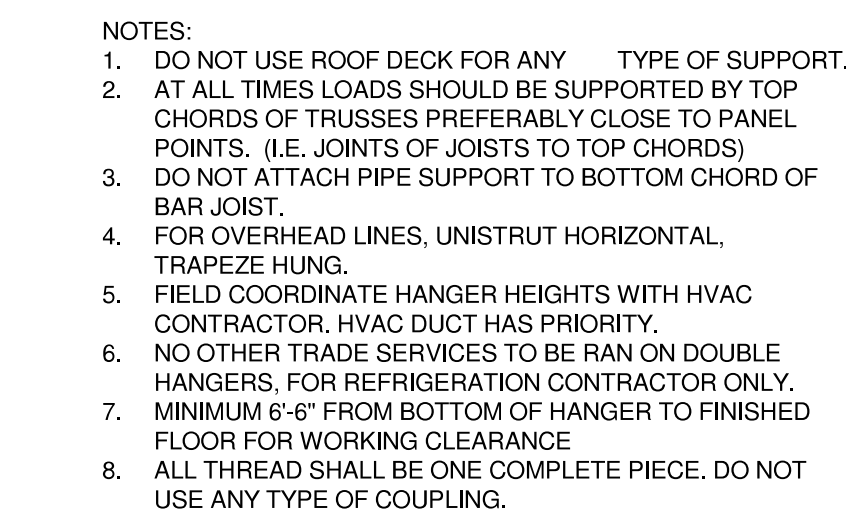 NOTES:
1. DO NOT USE ROOF DECK FOR ANY TYPE OF SUPPORT.
2. AT ALL TIMES LOADS SHOULD BE SUPPORTED BY TOP
CHORDS OF TRUSSES PREFERABLY CLOSE TO PANEL
POINTS. (I.E. JOINTS OF JOISTS TO TOP CHORDS)
3. DO NOT ATTACH PIPE SUPPORT TO BOTTOM CHORD OF
BAR JOIST.
4. FOR OVERHEAD LINES, UNISTRUT HORIZONTAL,
TRAPEZE HUNG.
5. FIELD COORDINATE HANGER HEIGHTS WITH HVAC
CONTRACTOR. HVAC DUCT HAS PRIORITY.
6. NO OTHER TRADE SERVICES TO BE RAN ON DOUBLE
HANGERS, FOR REFRIGERATION CONTRACTOR ONLY.
7. MINIMUM 6'-6" FROM BOTTOM OF HANGER TO FINISHED
FLOOR FOR WORKING CLEARANCE
8. ALL THREAD SHALL BE ONE COMPLETE PIECE. DO NOT
USE ANY TYPE OF COUPLING.